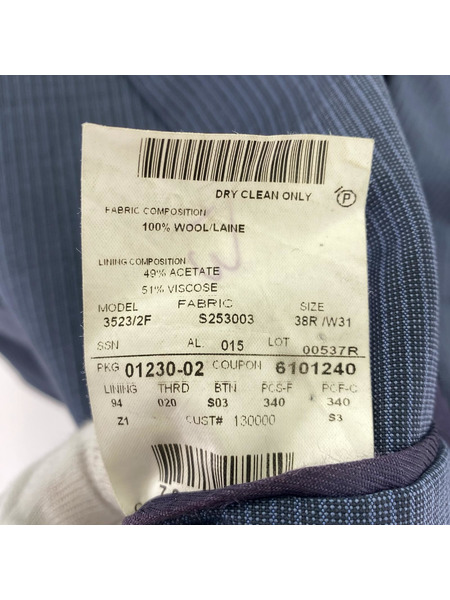 DRY CLEAN ONLY P
FABRIC COMPOSITION
100% WOOL/LAINE
LINING COMPOSITION
49% ACETATE
51% VISCOSE
MODEL FABRIC SIZE
3523/2F S253003 38R /W31
SSN AL 015 LOT 00537R
PKG 01230-02 COUPON 6101240
LINING THRD BTN PCS-F PCF-C
94 020 S03 340 340
Z1 CUST# 130000 S3